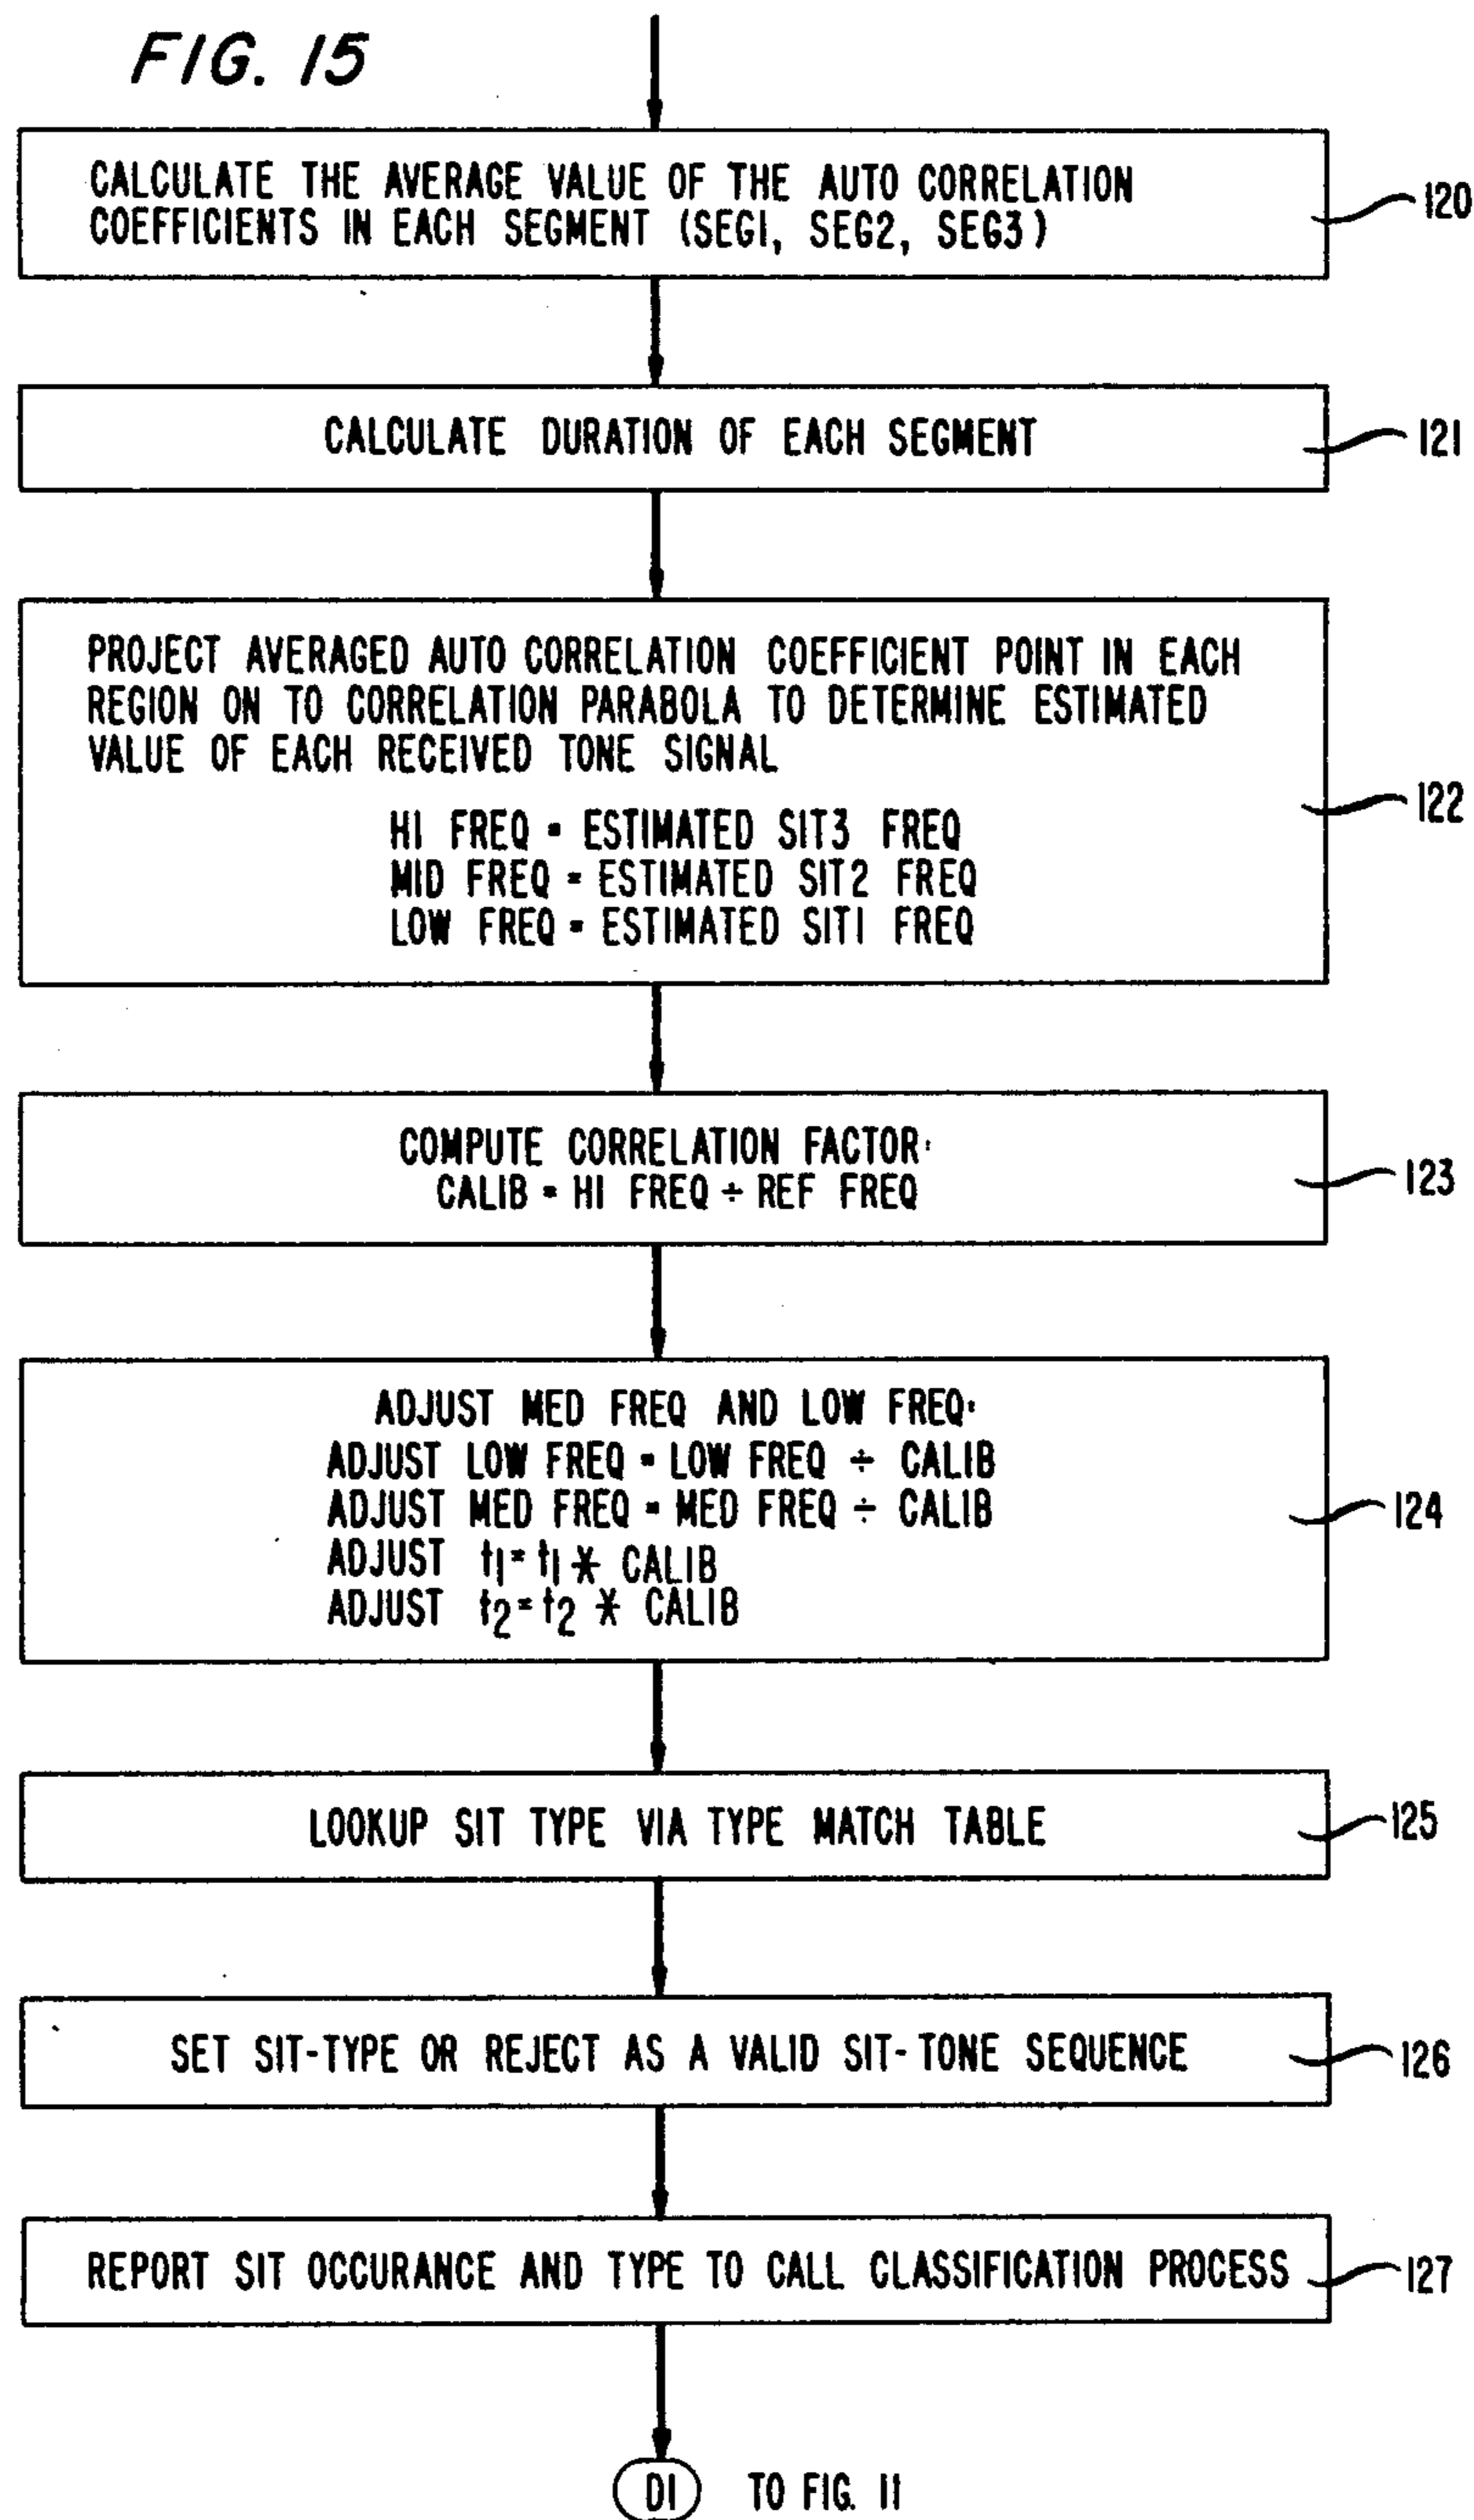 FIG. 15
CALCULATE THE AVERAGE VALUE OF THE AUTO CORRELATION
COEFFICIENTS IN EACH SEGMENT (SEG1, SEG2, SEG3)
120
CALCULATE DURATION OF EACH SEGMENT
121
PROJECT AVERAGED AUTO CORRELATION COEFFICIENT POINT IN EACH
REGION ON TO CORRELATION PARABOLA TO DETERMINE ESTIMATED
VALUE OF EACH RECEIVED TONE SIGNAL
HI FREQ = ESTIMATED SIT3 FREQ
MID FREQ = ESTIMATED SIT2 FREQ
LOW FREQ = ESTIMATED SIT1 FREQ
122
COMPUTE CORRELATION FACTOR:
CALIB = HI FREQ ÷ REF FREQ
123
ADJUST MED FREQ AND LOW FREQ:
ADJUST LOW FREQ = LOW FREQ ÷ CALIB
ADJUST MED FREQ = MED FREQ ÷ CALIB
ADJUST t1 = t1 * CALIB
ADJUST t2 = t2 * CALIB
124
LOOKUP SIT TYPE VIA TYPE MATCH TABLE
125
SET SIT-TYPE OR REJECT AS A VALID SIT-TONE SEQUENCE
126
REPORT SIT OCCURANCE AND TYPE TO CALL CLASSIFICATION PROCESS
127
D1 TO FIG. 11